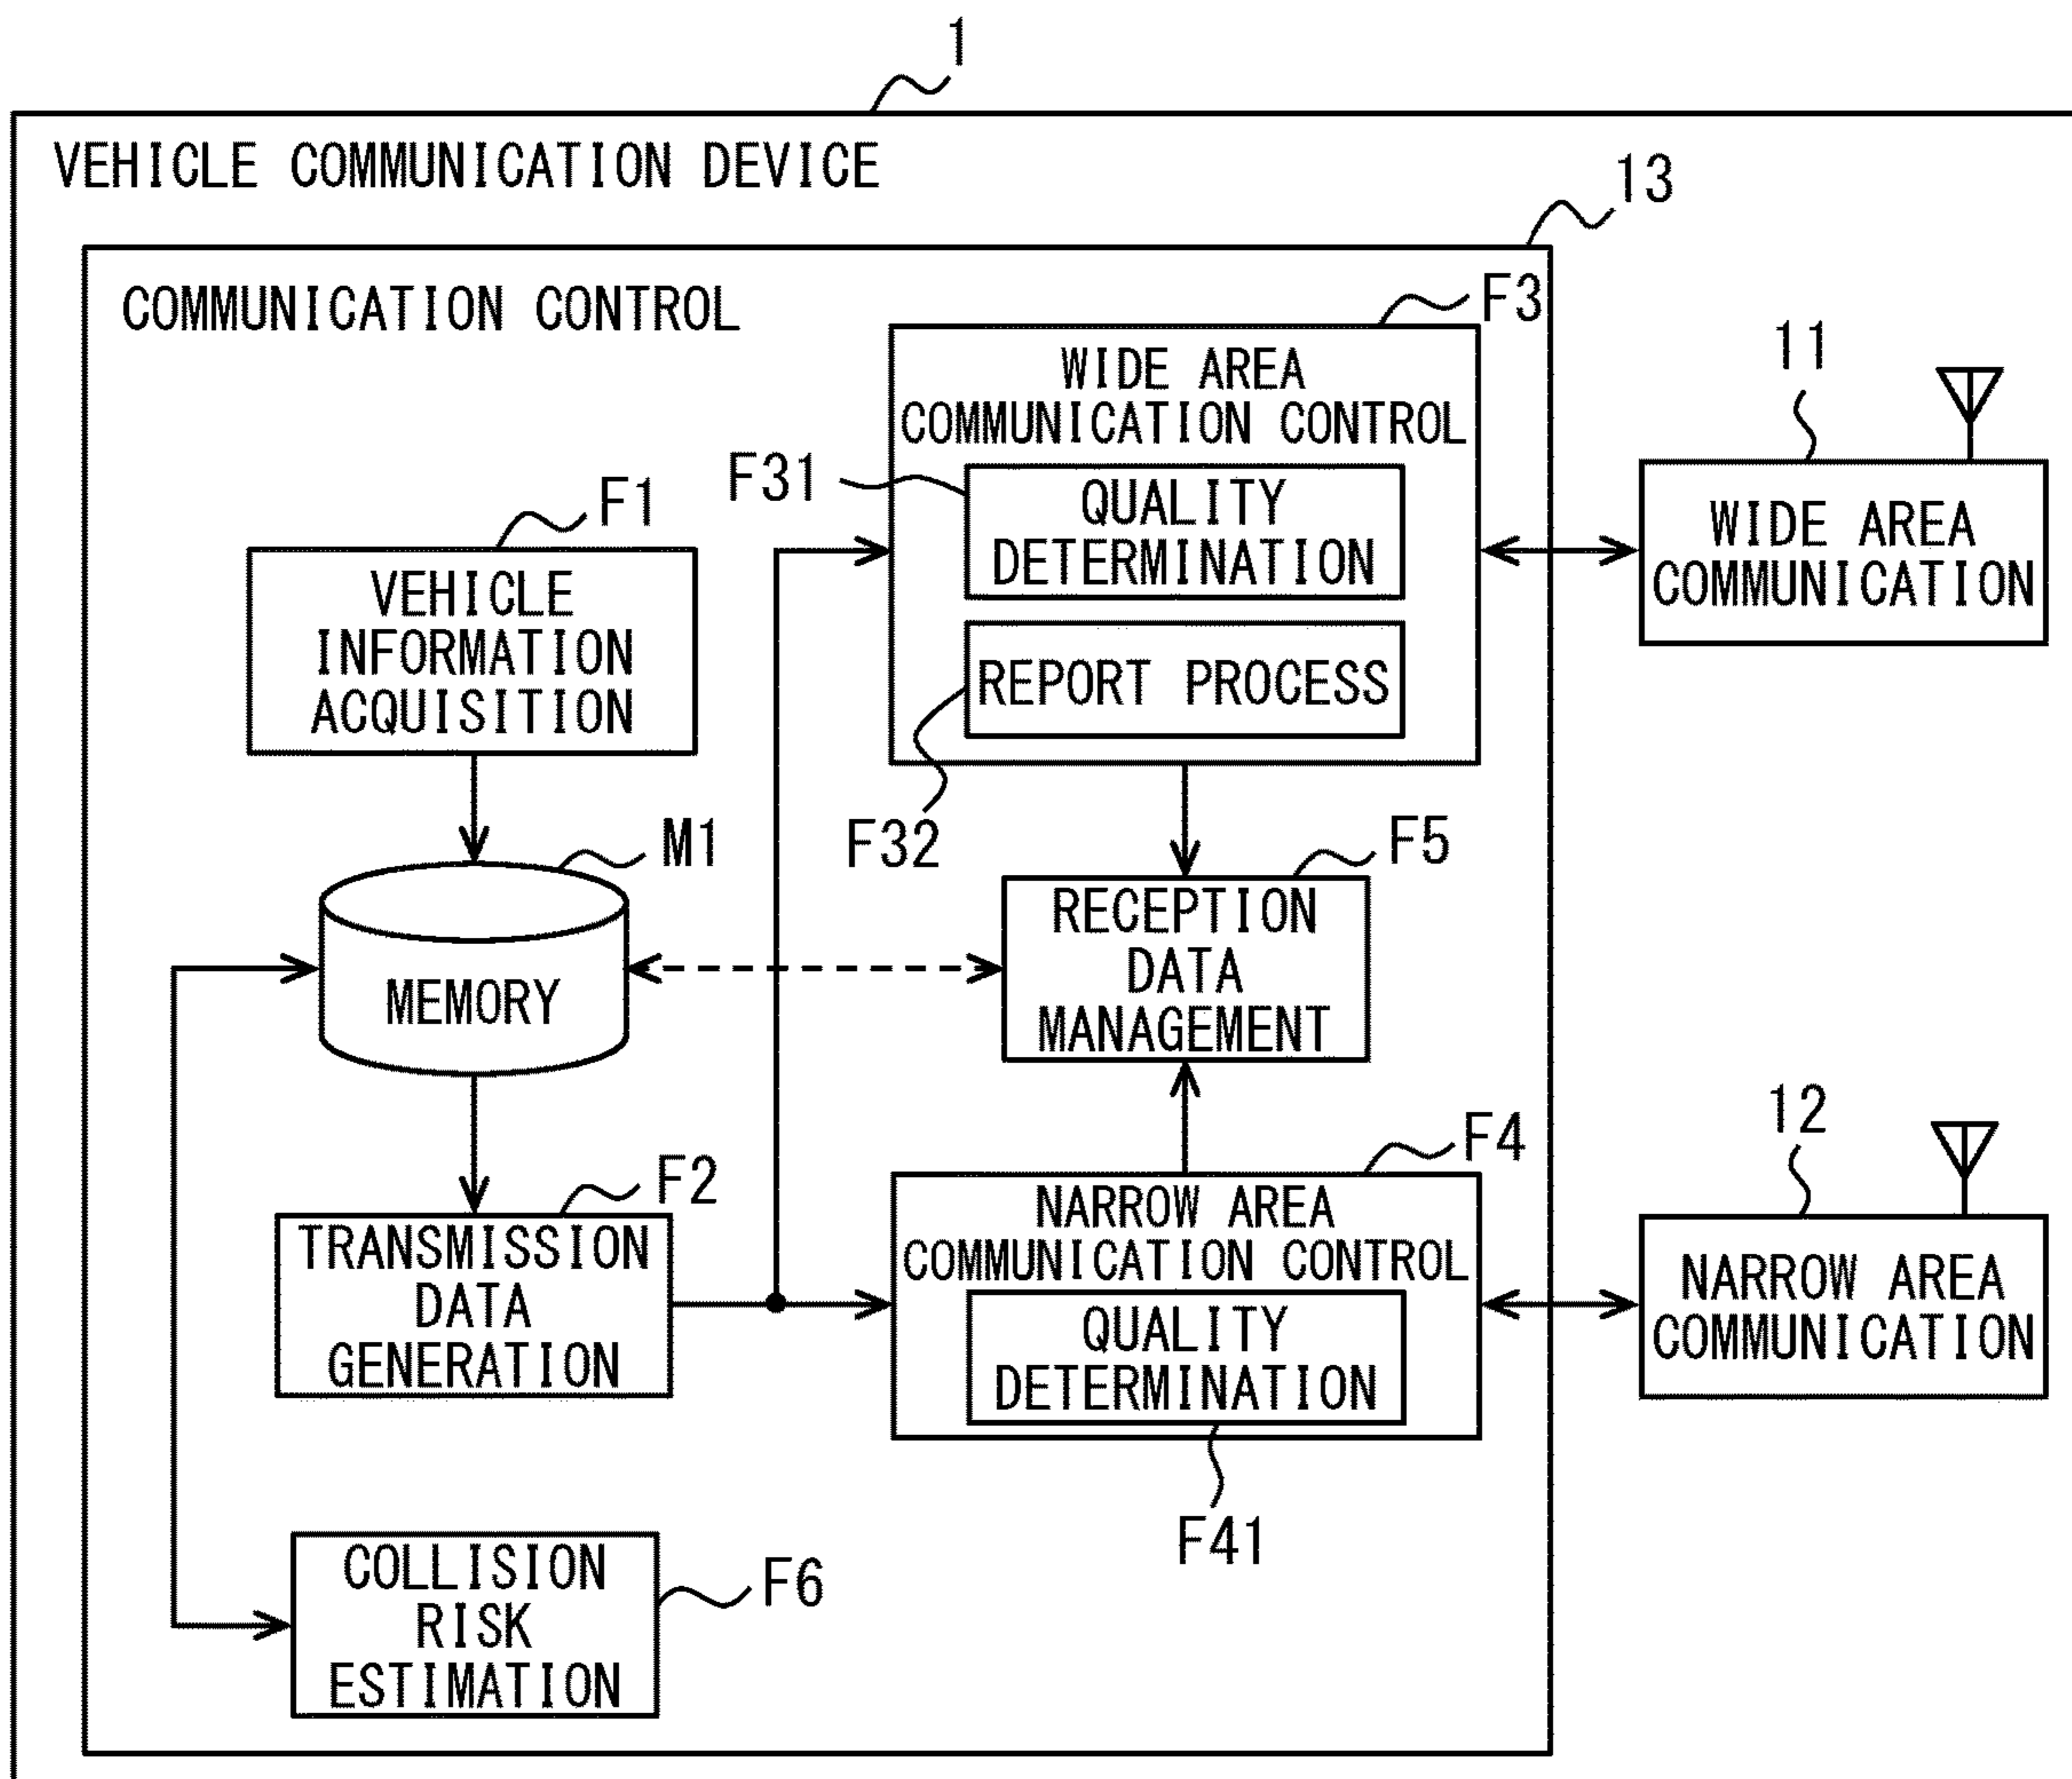 1
VEHICLE COMMUNICATION DEVICE
13
COMMUNICATION CONTROL
F3
WIDE AREA
COMMUNICATION CONTROL
F31
QUALITY
DETERMINATION
REPORT PROCESS
F32
11
WIDE AREA
COMMUNICATION
F1
VEHICLE
INFORMATION
ACQUISITION
M1
MEMORY
F5
RECEPTION
DATA
MANAGEMENT
F2
TRANSMISSION
DATA
GENERATION
F4
NARROW AREA
COMMUNICATION CONTROL
QUALITY
DETERMINATION
F41
12
NARROW AREA
COMMUNICATION
COLLISION
RISK
ESTIMATION
F6